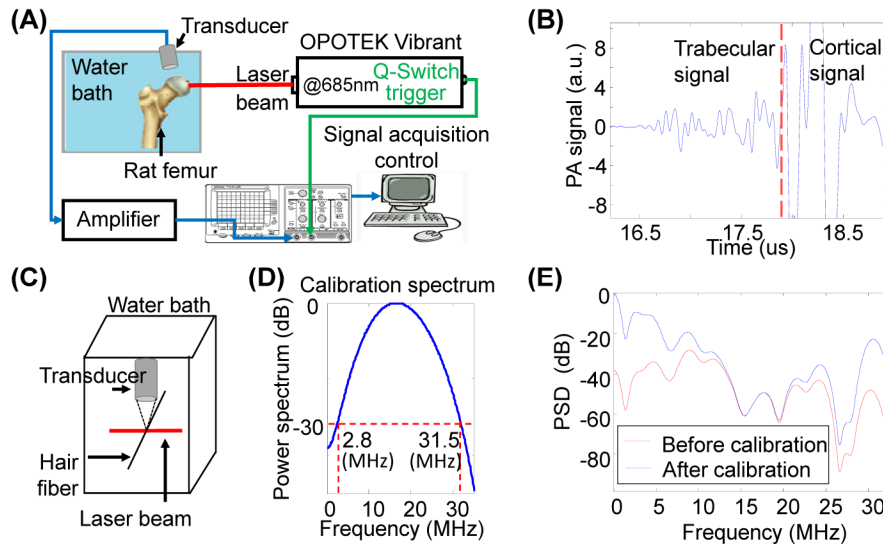 (A)
Transducer
OPOTEK Vibrant
Water
bath
Laser
beam
@685nm
Q-Switch
trigger
Rat femur
Signal acquisition
control
Amplifier
(B)
PA signal (a.u.)
8
4
0
-4
-8
Trabecular
signal
Cortical
signal
16.5
17.5
18.5
Time (us)
(C)
Water bath
Transducer
Hair
fiber
Laser beam
(D)
Calibration spectrum
Power spectrum (dB)
0
-30
2.8
(MHz)
31.5
(MHz)
0
10
20
30
Frequency (MHz)
(E)
PSD (dB)
0
-20
-40
-60
-80
Before calibration
After calibration
0
5
10
15
20
25
30
Frequency (MHz)